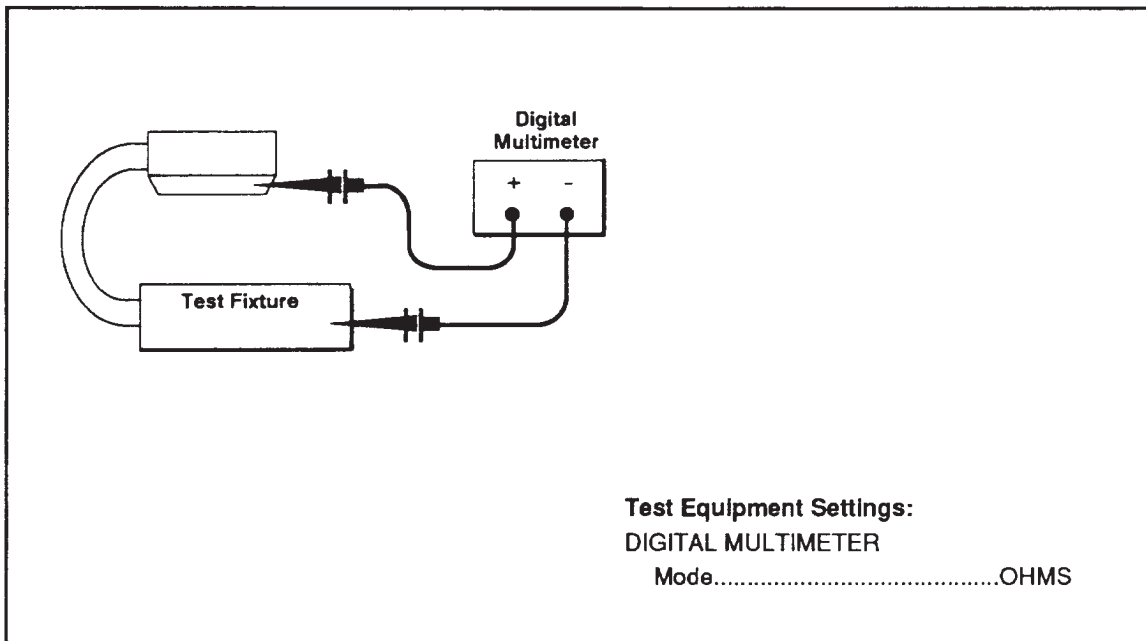 Digital
Multimeter
+ -
Test Fixture
Test Equipment Settings:
DIGITAL MULTIMETER
Mode..........................................OHMS